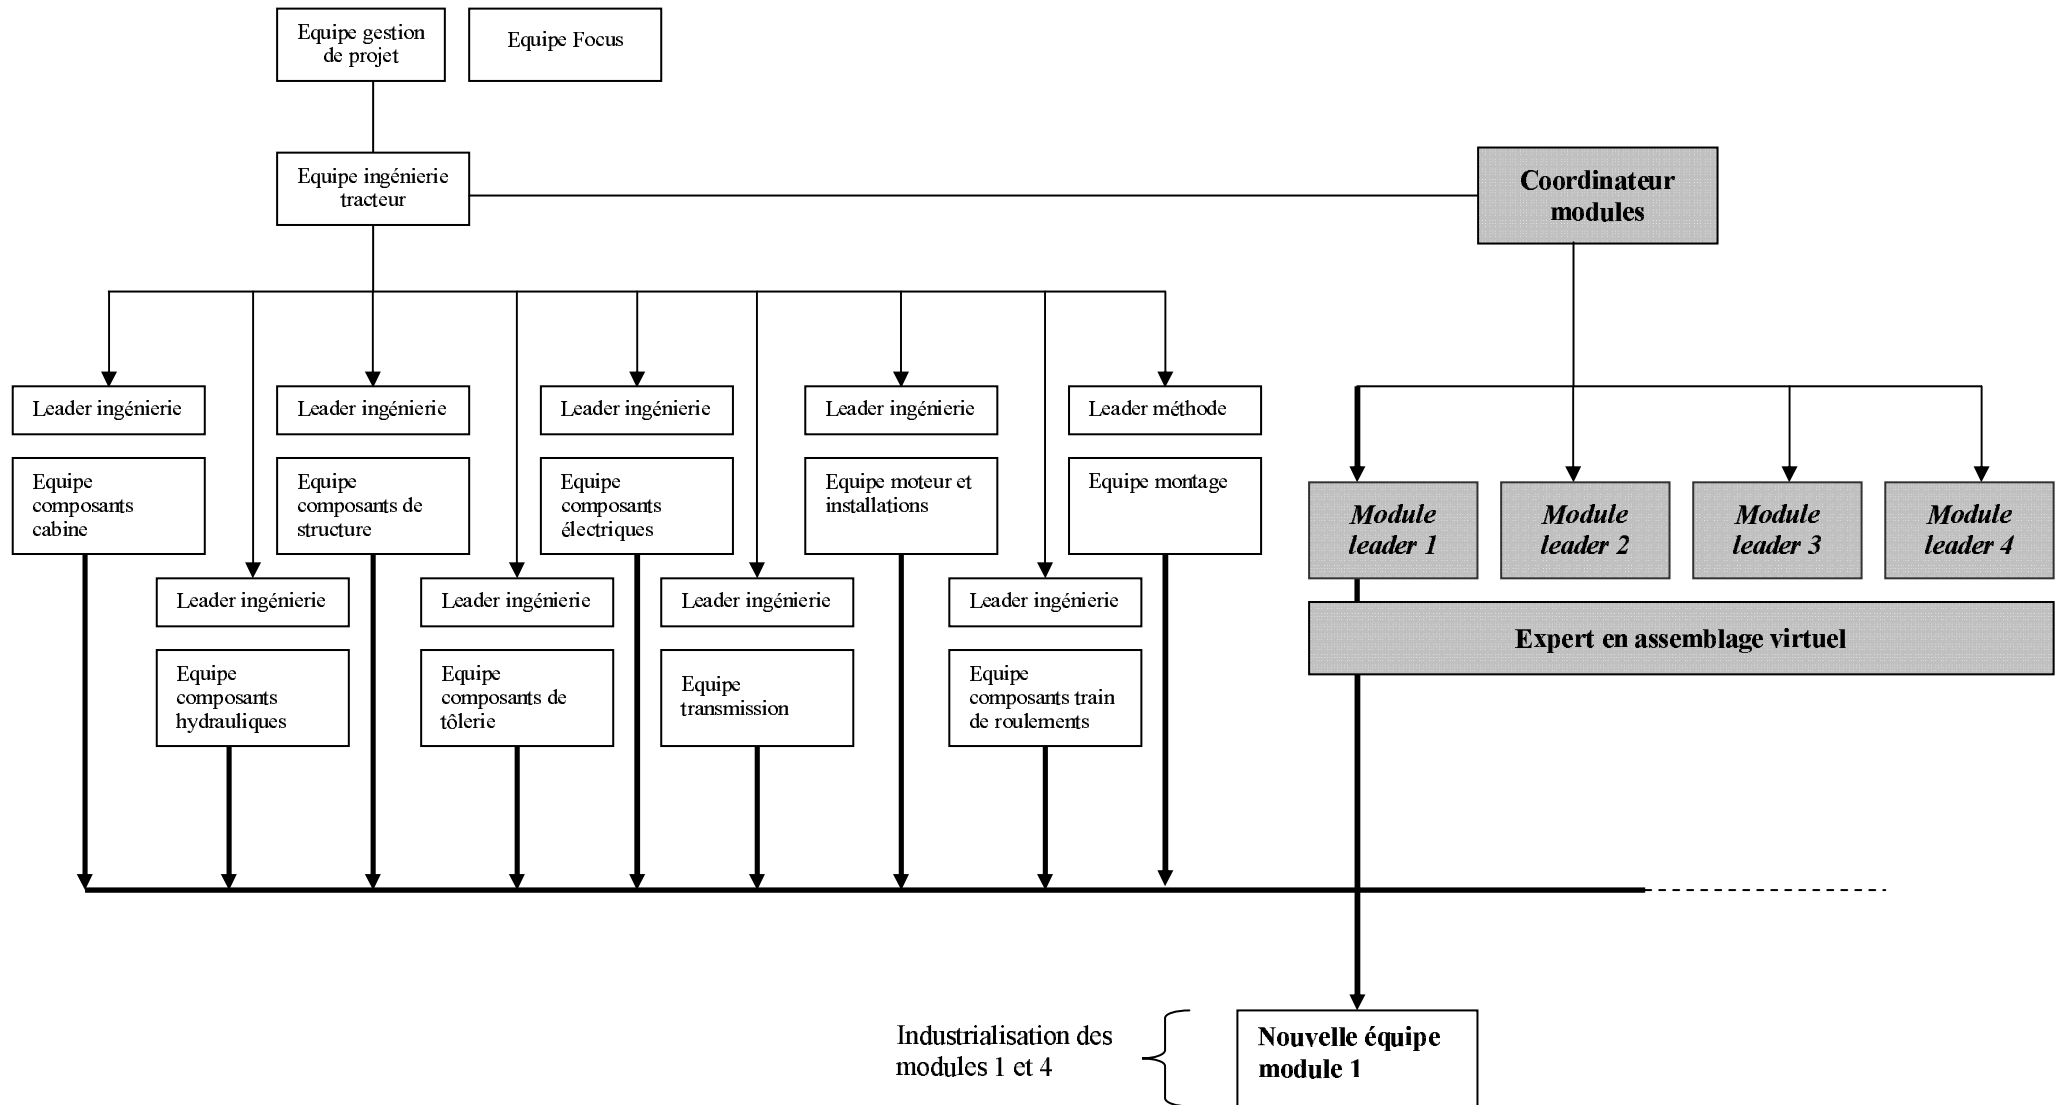 Equipe gestion
de projet
Equipe Focus
Equipe ingénierie
tracteur
Coordinateur
modules
Leader ingénierie
Leader ingénierie
Leader ingénierie
Leader ingénierie
Leader méthode
Equipe
composants
cabine
Equipe
composants de
structure
Equipe
composants
électriques
Equipe moteur et
installations
Equipe montage
Module
leader 1
Module
leader 2
Module
leader 3
Module
leader 4
Leader ingénierie
Leader ingénierie
Leader ingénierie
Leader ingénierie
Expert en assemblage virtuel
Equipe
composants
hydrauliques
Equipe
composants de
tôlerie
Equipe
transmission
Equipe
composants train
de roulements
Industrialisation des
modules 1 et 4
Nouvelle équipe
module 1